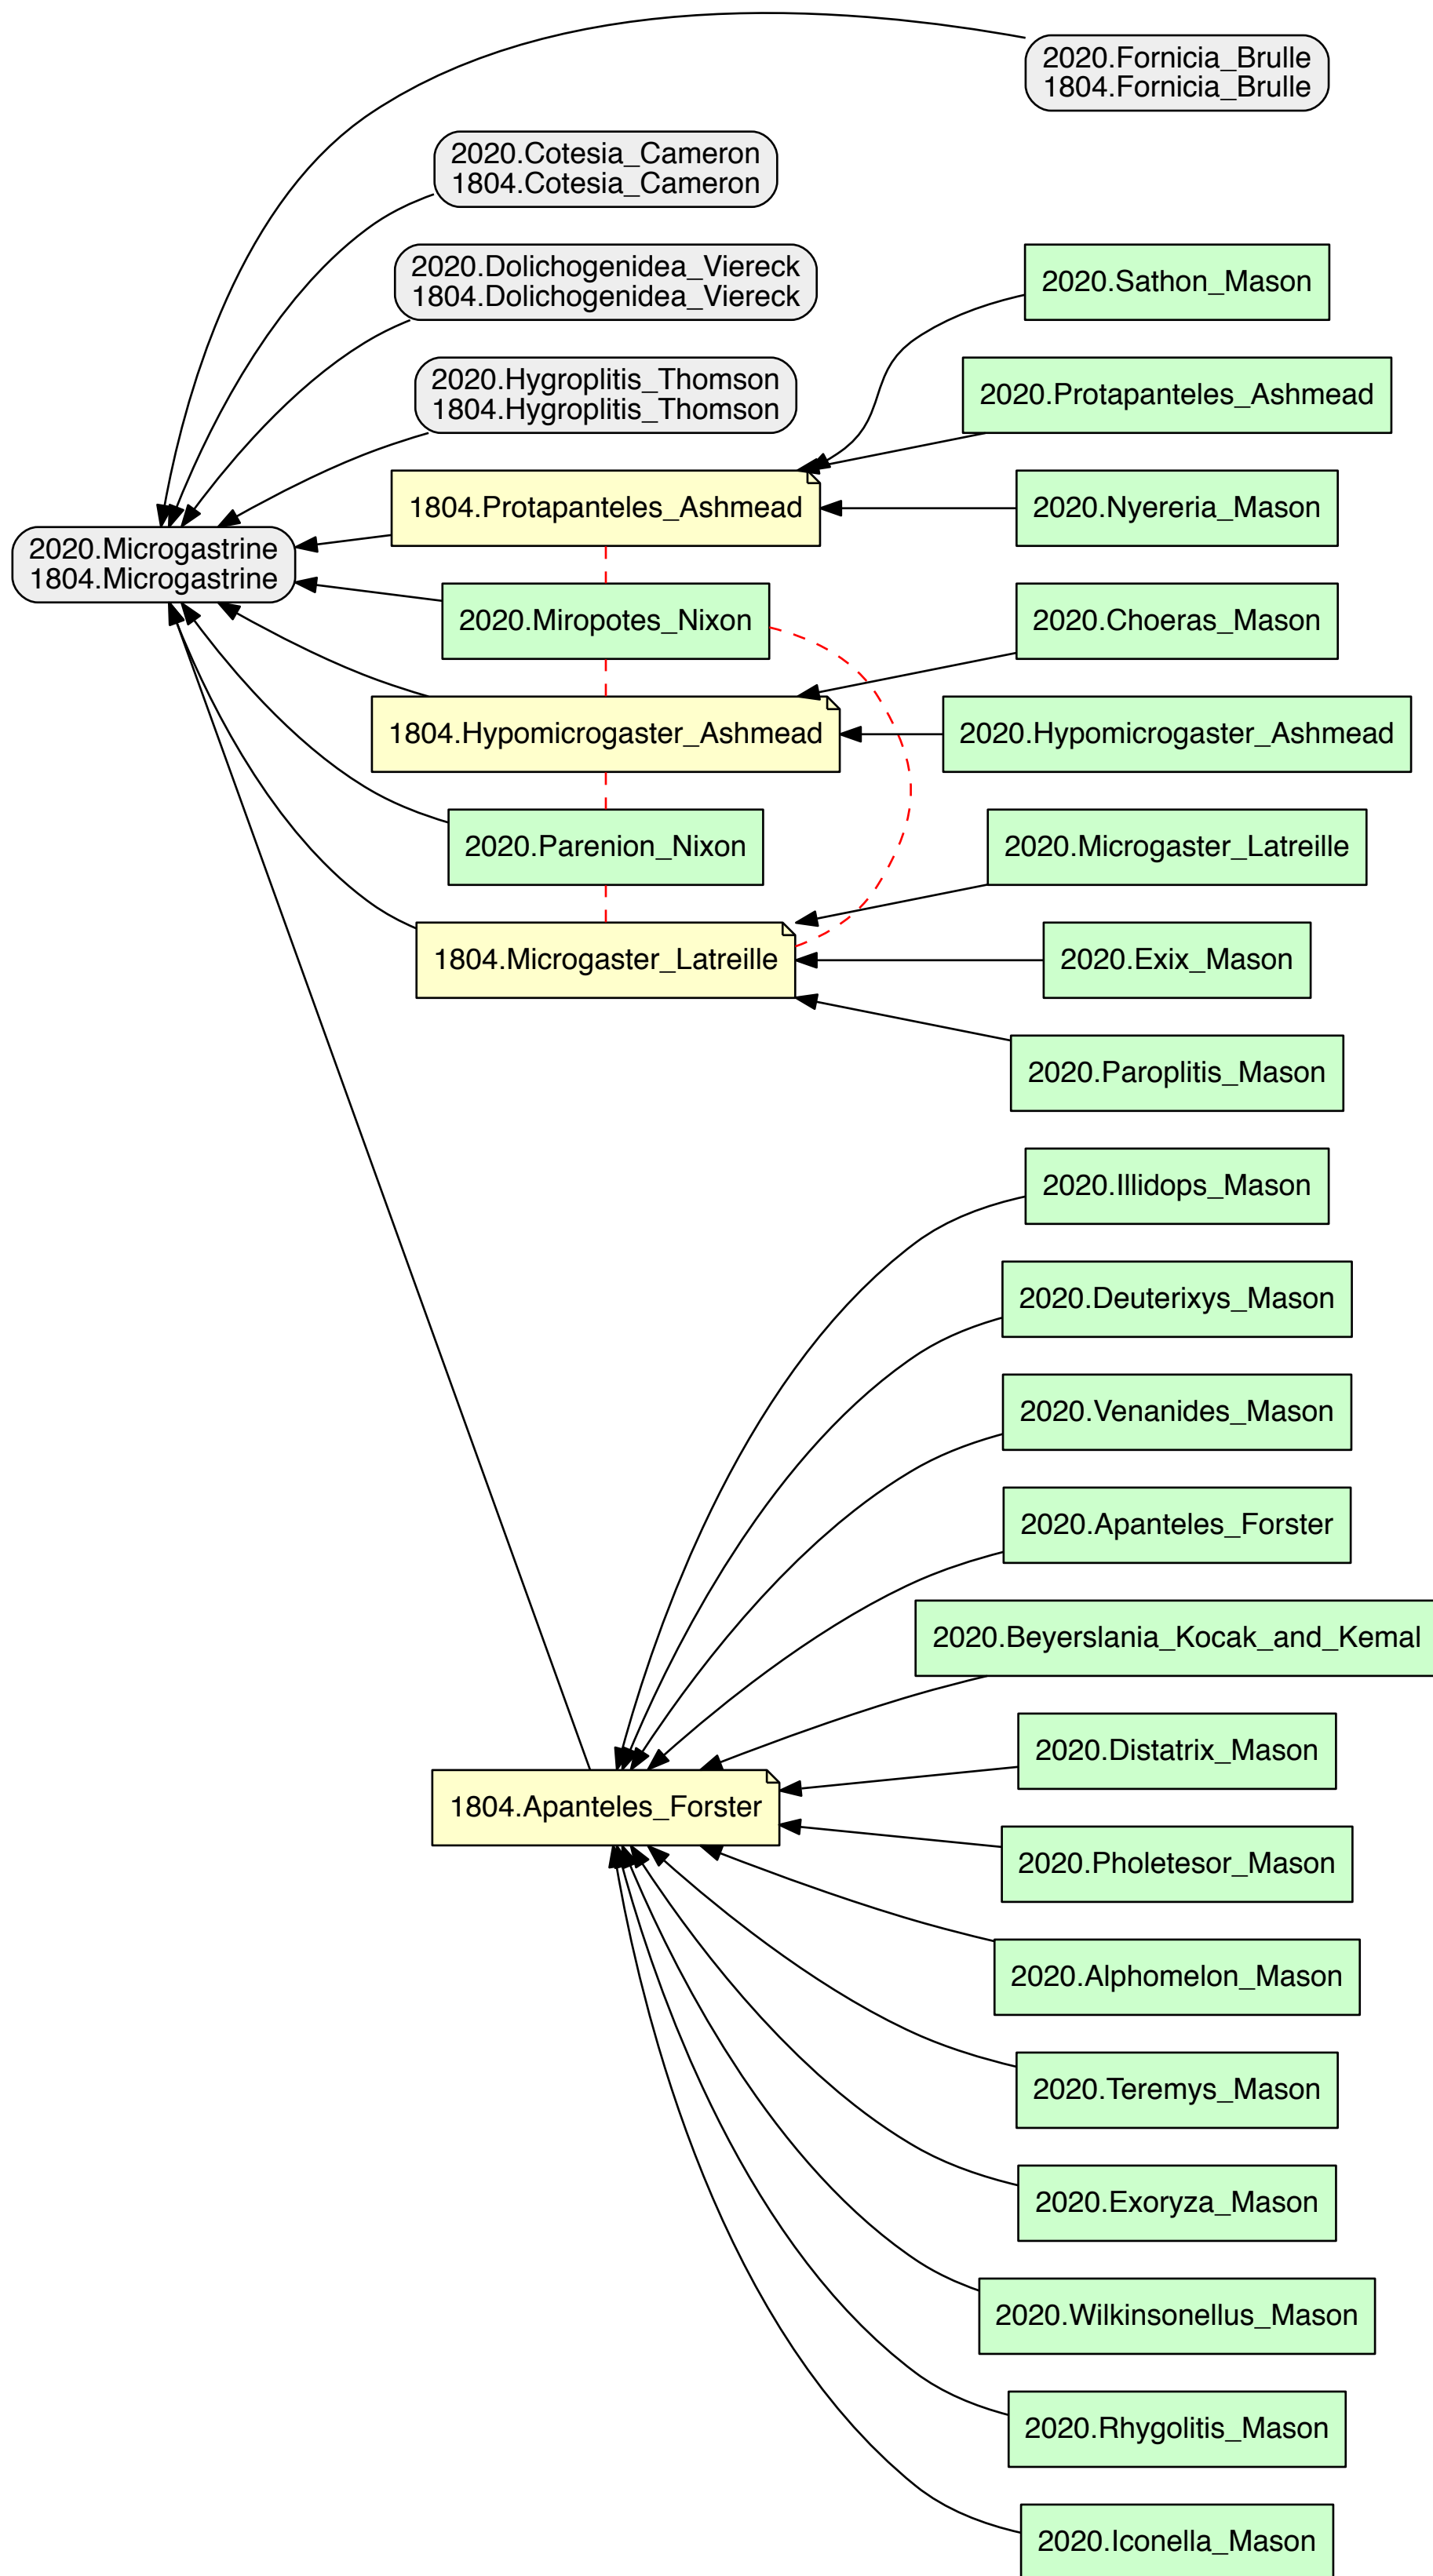 2020.Fornicia_Brulle
1804.Fornicia_Brulle
2020.Cotesia_Cameron
1804.Cotesia_Cameron
2020.Dolichogenidea_Viereck
1804.Dolichogenidea_Viereck
2020.Sathon_Mason
2020.Hygroplitis_Thomson
1804.Hygroplitis_Thomson
2020.Protapanteles_Ashmead
1804.Protapanteles_Ashmead
2020.Nyereria_Mason
2020.Microgastrine
1804.Microgastrine
2020.Miropotes_Nixon
2020.Choeras_Mason
1804.Hypomicrogaster_Ashmead
2020.Hypomicrogaster_Ashmead
2020.Parenion_Nixon
2020.Microgaster_Latreille
1804.Microgaster_Latreille
2020.Exix_Mason
2020.Paroplitis_Mason
2020.Illidops_Mason
2020.Deuterixys_Mason
2020.Venanides_Mason
2020.Apanteles_Forster
2020.Beyerslania_Kocak_and_Kemal
2020.Distatrix_Mason
1804.Apanteles_Forster
2020.Pholetesor_Mason
2020.Alphomelon_Mason
2020.Teremys_Mason
2020.Exoryza_Mason
2020.Wilkinsonellus_Mason
2020.Rhygolitis_Mason
2020.Iconella_Mason